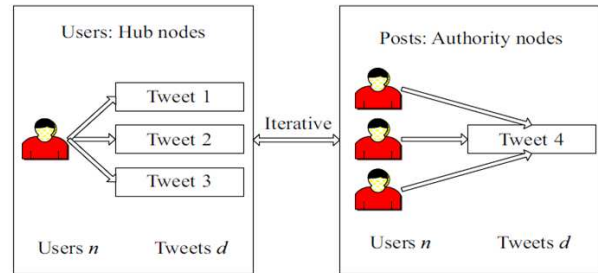 Users: Hub nodes
Tweet 1
Tweet 2
Tweet 3
Users n Tweets d
Iterative
Posts: Authority nodes
Tweet 4
Users n Tweets d